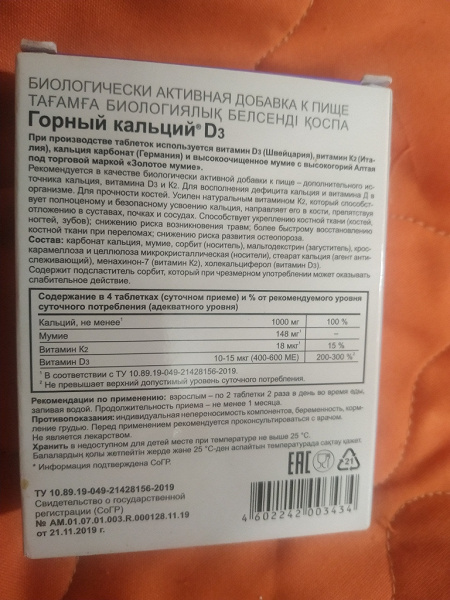 БИОЛОГИЧЕСКИ АКТИВНАЯ ДОБАВКА К ПИЩЕ
ТАҒАМҒА БИОЛОГИЯЛЫҚ БЕЛСЕНДІ ҚОСПА
Горный кальций® D3
При производстве таблеток используется витамин D3 (Швейцария), витамин К2 (Ита-
лия), кальция карбонат (Германия) и высокоочищенное мумие с высокогорий Алтая
под торговой маркой «Золотое мумие».
Рекомендуется в качестве биологически активной добавки к пище – дополнительного ис-
точника кальция, витамина D3 и К2. Для восполнения дефицита кальция и витамина Д в
организме. Для прочности костей. Усилен натуральным витамином К2, который способст-
вует полноценному и безопасному усвоению кальция, направляет его в кости, препятствуя
отложению в суставах, почках и сосудах. Способствует укреплению костной ткани (костей,
ногтей, зубов); снижению риска возникновения травм; более быстрому восстановлению
костной ткани при переломах; снижению риска развития остеопороза.
Состав: карбонат кальция, мумие, сорбит (носитель), мальтодекстрин (загуститель), крос-
карамеллоза и целлюлоза микрокристаллическая (носители), стеарат кальция (агент анти-
слеживающий), менахинон-7 (витамин К2), холекальциферол (витамин D3).
Содержит подсластитель сорбит, который при чрезмерном употреблении может оказывать
слабительное действие.
Содержание в 4 таблетках (суточном приеме) и % от рекомендуемого уровня
суточного потребления (адекватного уровня)
Кальций, не менее¹ 1000 мг 100 %
Мумие 148 мг¹ –
Витамин К2 18 мкг¹ 15 %
Витамин D3 10-15 мкг (400-600 МЕ) 200-300 %²
¹ В соответствии с ТУ 10.89.19-049-21428156-2019
² Не превышает верхний допустимый уровень суточного потребления.
Рекомендации по применению: взрослым – по 2 таблетки 2 раза в день во время еды,
запивая водой. Продолжительность приема – не менее 1 месяца.
Противопоказания: индивидуальная непереносимость компонентов, беременность, корм-
ление грудью. Перед применением рекомендуется проконсультироваться с врачом.
Не является лекарством.
Хранить в недоступном для детей месте при температуре не выше 25 °С.
Балалардың қолы жетпейтін жерде және 25 °С-ден аспайтын температурада сақтау қажет.
* Информация подтверждена СоГР.
EAC
21
ТУ 10.89.19-049-21428156-2019
Свидетельство о государственной
регистрации (СоГР)
№ AM.01.07.01.003.R.000128.11.19
от 21.11.2019 г.
4 602242 003434